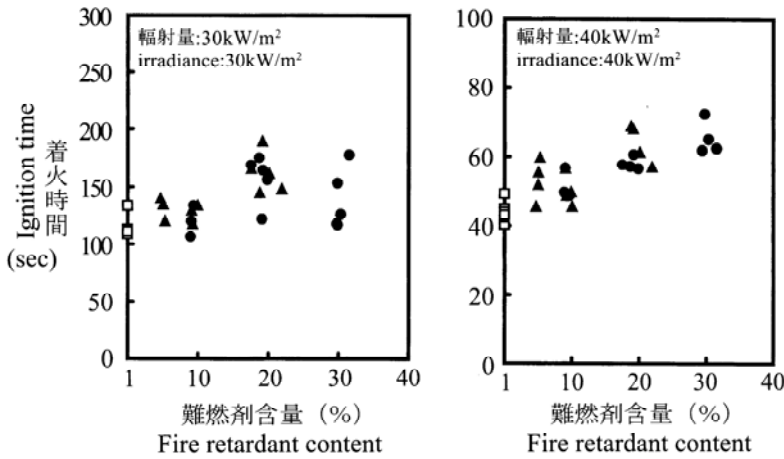 300
250
200
150
100
50
0
輻射量:30kW/m²
irradiance:30kW/m²
Ignition time
着火時間
(sec)
1
10
20
30
40
難燃剤含量（%）
Fire retardant content
100
80
60
40
20
0
輻射量:40kW/m²
irradiance:40kW/m²
1
10
20
30
40
難燃剤含量（%）
Fire retardant content